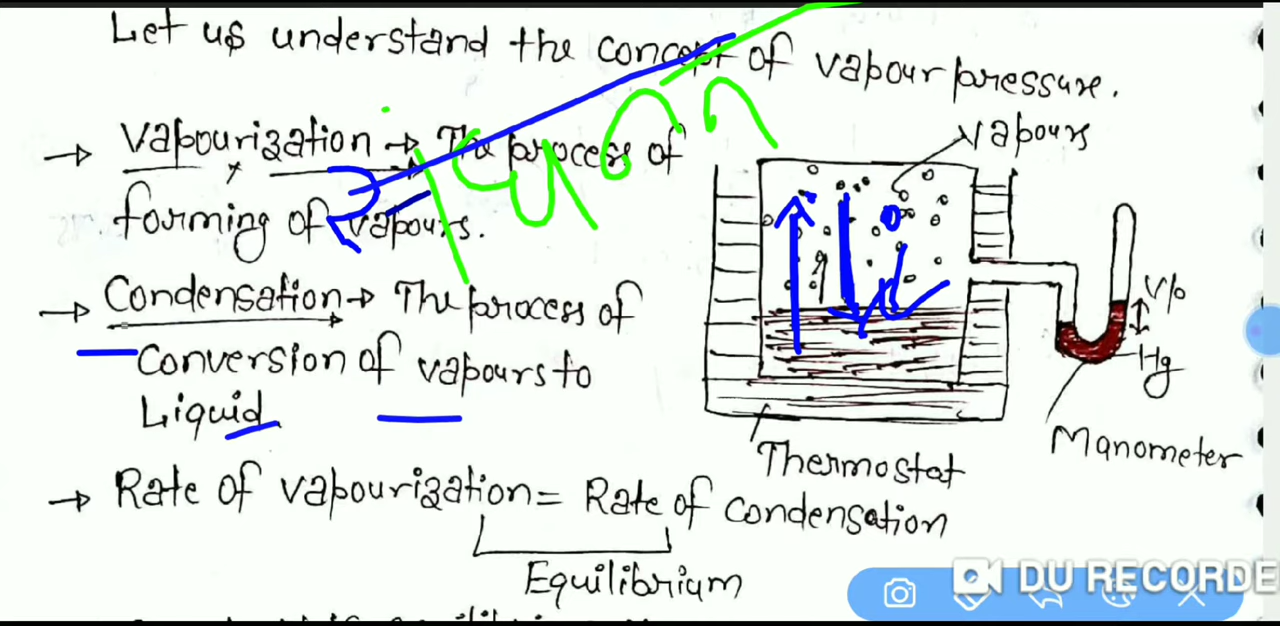 Let us understand the concept of vapour pressure.
→ Vapourization → The process of
forming of vapours.
→ Condensation → The process of
Conversion of vapours to
Liquid
→ Rate of vapourization = Rate of condensation
Equilibrium
vapours
V/P
Hg
Manometer
Thermostat
DU RECORDE